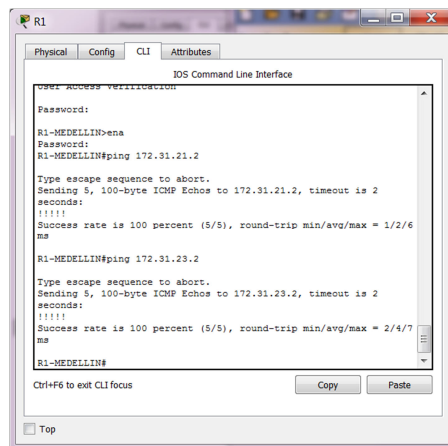 R1
Physical Config CLI Attributes
IOS Command Line Interface
User Access Verification
Password:
R1-MEDELLIN>ena
Password:
R1-MEDELLIN#ping 172.31.21.2
Type escape sequence to abort.
Sending 5, 100-byte ICMP Echos to 172.31.21.2, timeout is 2
seconds:
!!!!!
Success rate is 100 percent (5/5), round-trip min/avg/max = 1/2/6
ms
R1-MEDELLIN#ping 172.31.23.2
Type escape sequence to abort.
Sending 5, 100-byte ICMP Echos to 172.31.23.2, timeout is 2
seconds:
!!!!!
Success rate is 100 percent (5/5), round-trip min/avg/max = 2/4/7
ms
R1-MEDELLIN#
Ctrl+F6 to exit CLI focus
Copy Paste
Top